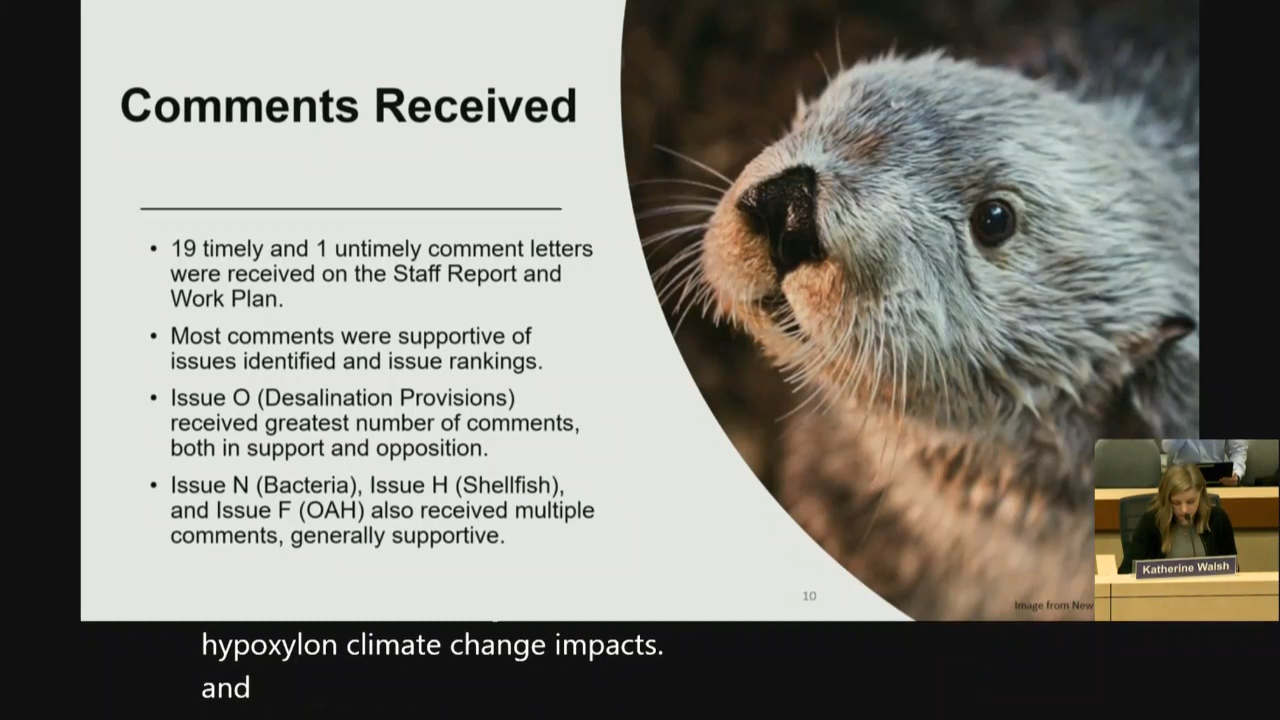 Comments Received
• 19 timely and 1 untimely comment letters
were received on the Staff Report and
Work Plan.
• Most comments were supportive of
issues identified and issue rankings.
• Issue O (Desalination Provisions)
received greatest number of comments,
both in support and opposition.
• Issue N (Bacteria), Issue H (Shellfish),
and Issue F (OAH) also received multiple
comments, generally supportive.
10
Image from New
Katherine Walsh
hypoxylon climate change impacts.
and